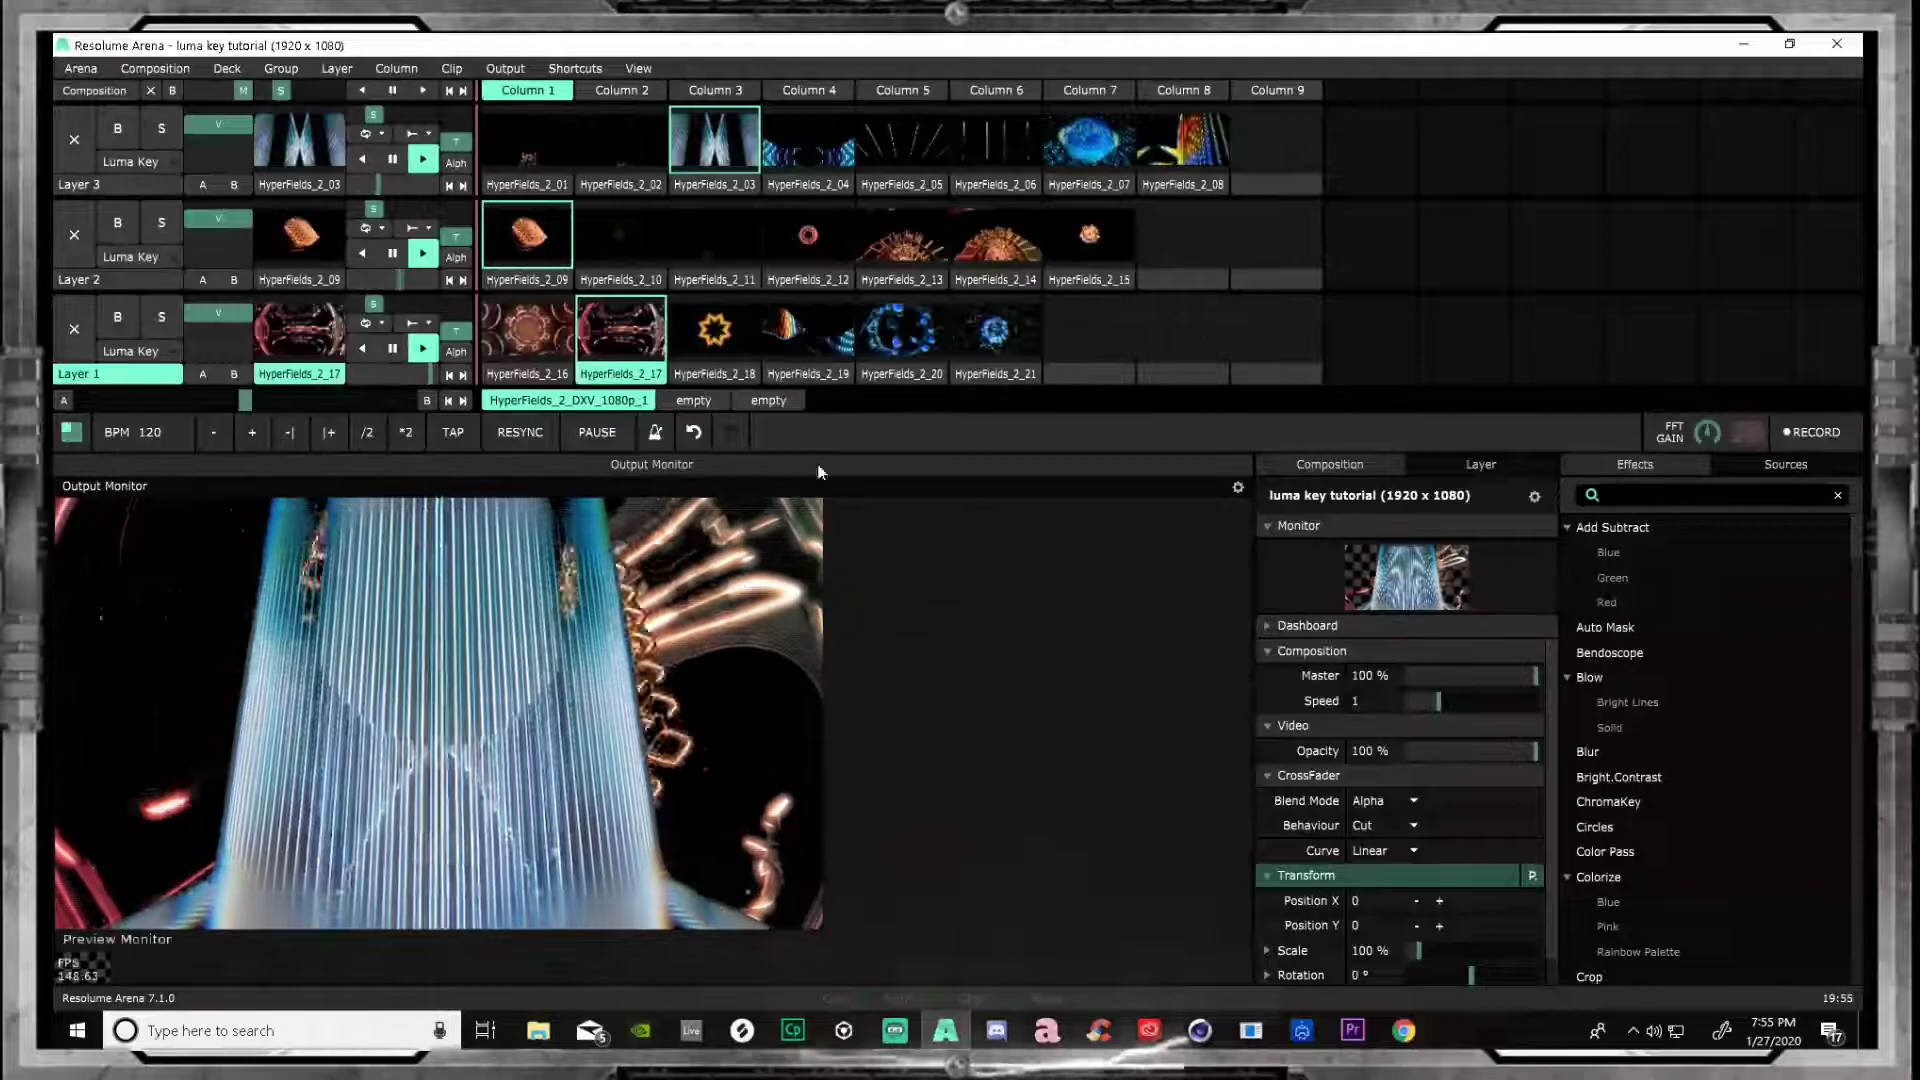 Resolume Arena - luma key tutorial (1920 x 1080)
Arena Composition Deck Group Layer Column Clip Output Shortcuts View
Composition X B M S Column 1 Column 2 Column 3 Column 4 Column 5 Column 6 Column 7 Column 8 Column 9
B S V S T
Luma Key Alph
Layer 3 A B HyperFields_2_03 HyperFields_2_01 HyperFields_2_02 HyperFields_2_03 HyperFields_2_04 HyperFields_2_05 HyperFields_2_06 HyperFields_2_07 HyperFields_2_08
B S V S T
Luma Key Alph
Layer 2 A B HyperFields_2_09 HyperFields_2_09 HyperFields_2_10 HyperFields_2_11 HyperFields_2_12 HyperFields_2_13 HyperFields_2_14 HyperFields_2_15
B S V S T
Luma Key Alph
Layer 1 A B HyperFields_2_17 HyperFields_2_16 HyperFields_2_17 HyperFields_2_18 HyperFields_2_19 HyperFields_2_20 HyperFields_2_21
A B HyperFields_2_DXV_1080p_1 empty empty
BPM 120 - + -| |+ /2 *2 TAP RESYNC PAUSE FFT GAIN RECORD
Output Monitor Composition Layer Effects Sources
Output Monitor
luma key tutorial (1920 x 1080)
Monitor
Dashboard
Composition
Master 100 %
Speed 1
Video
Opacity 100 %
CrossFader
Blend Mode Alpha
Behaviour Cut
Curve Linear
Transform P.
Position X 0 - +
Position Y 0 - +
Scale 100 %
Rotation 0 °
Add Subtract
Blue
Green
Red
Auto Mask
Bendoscope
Blow
Bright Lines
Solid
Blur
Bright.Contrast
ChromaKey
Circles
Color Pass
Colorize
Blue
Pink
Rainbow Palette
Crop
Preview Monitor
FPS
148.63
Resolume Arena 7.1.0 19:55
Type here to search 5 Live Cp Pr 7:55 PM
1/27/2020 17